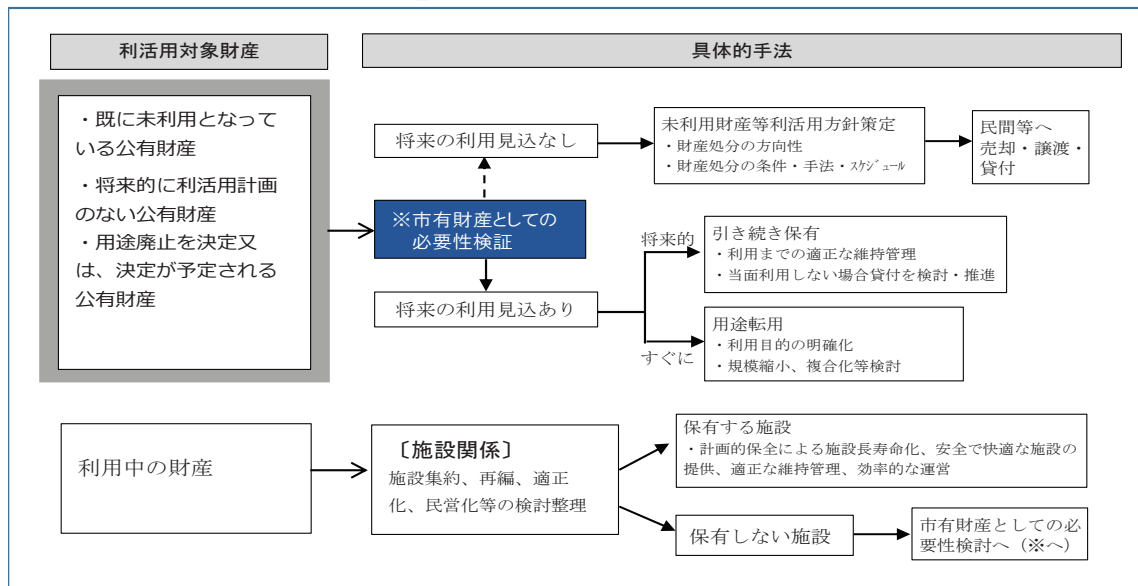 利活用対象財産
具体的手法
・既に未利用となって
いる公有財産
・将来的に利活用計画
のない公有財産
・用途廃止を決定又
は、決定が予定される
公有財産
将来の利用見込なし
※市有財産としての
必要性検証
将来の利用見込あり
未利用財産等利活用方針策定
・財産処分の方向性
・財産処分の条件・手法・ｽｹｼﾞｭｰﾙ
民間等へ
売却・譲渡・
貸付
将来的
引き続き保有
・利用までの適正な維持管理
・当面利用しない場合貸付を検討・推進
すぐに
用途転用
・利用目的の明確化
・規模縮小、複合化等検討
利用中の財産
〔施設関係〕
施設集約、再編、適正
化、民営化等の検討整理
保有する施設
・計画的保全による施設長寿命化、安全で快適な施設の
提供、適正な維持管理、効率的な運営
保有しない施設
市有財産としての必
要性検討へ（※へ）